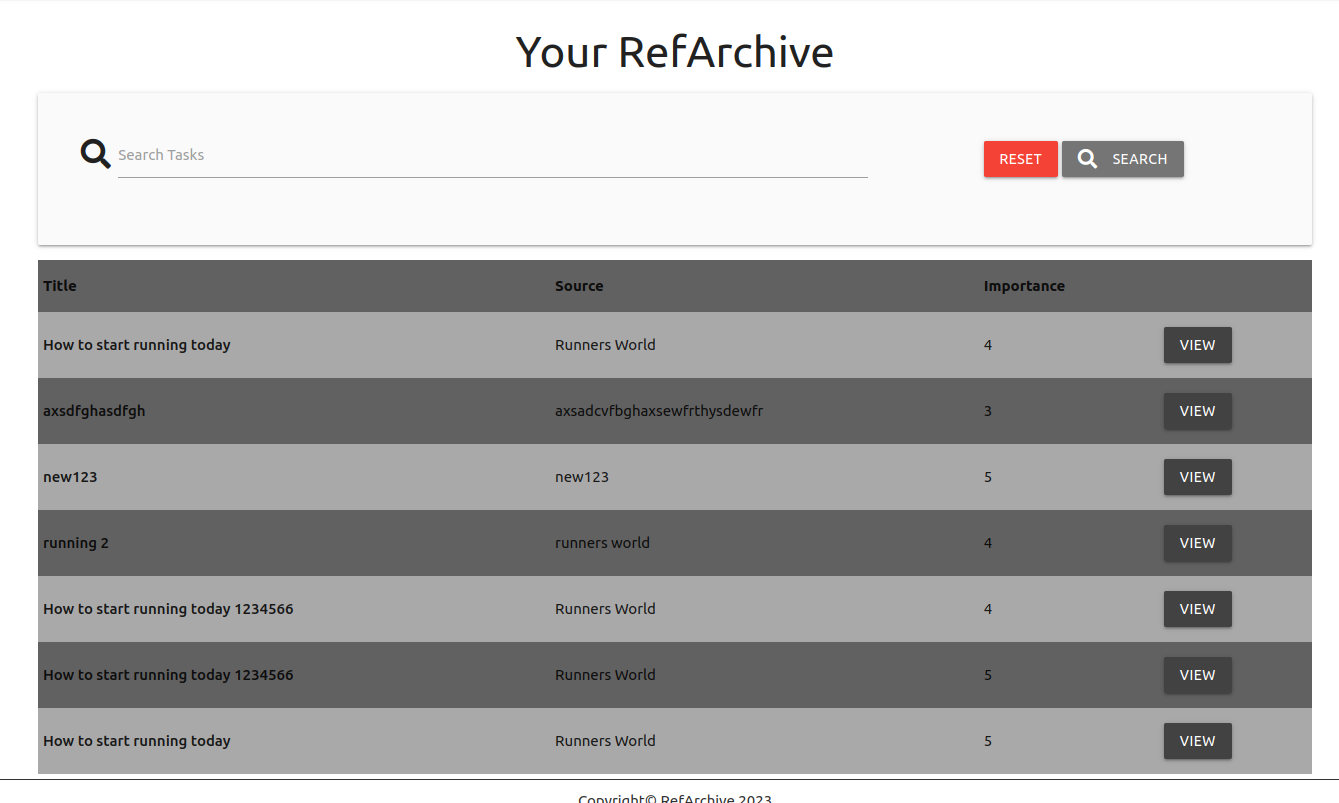 Your RefArchive
Search Tasks
RESET SEARCH
Title Source Importance
How to start running today Runners World 4 VIEW
axsdfghasdfgh axsadcvfbghaxsewfrthysdewfr 3 VIEW
new123 new123 5 VIEW
running 2 runners world 4 VIEW
How to start running today 1234566 Runners World 4 VIEW
How to start running today 1234566 Runners World 5 VIEW
How to start running today Runners World 5 VIEW
Copyright© RefArchive 2023